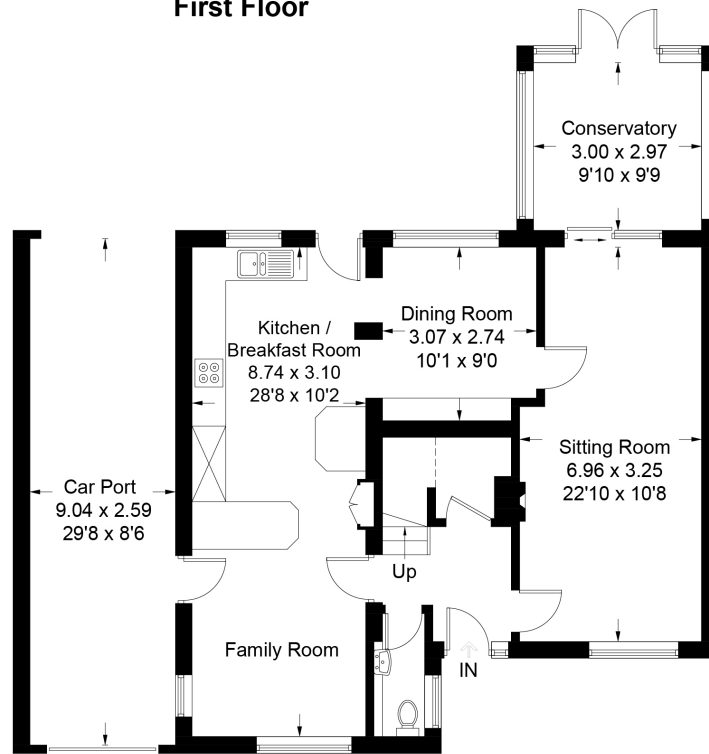 First Floor
Conservatory
3.00 x 2.97
9'10 x 9'9
Kitchen /
Breakfast Room
8.74 x 3.10
28'8 x 10'2
Dining Room
3.07 x 2.74
10'1 x 9'0
Sitting Room
6.96 x 3.25
22'10 x 10'8
Car Port
9.04 x 2.59
29'8 x 8'6
Up
Family Room
IN